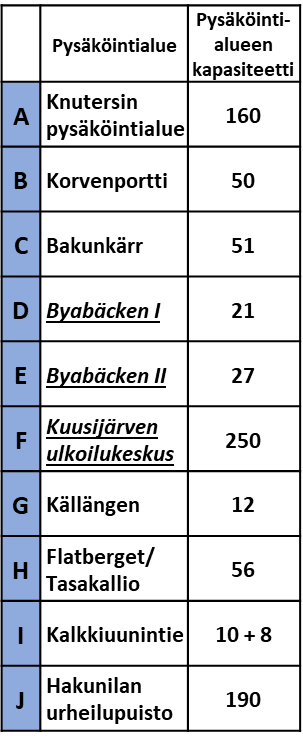 Pysäköintialue
Pysäköinti-
alueen
kapasiteetti
A
Knutersin
pysäköintialue
160
B
Korvenportti
50
C
Bakunkärr
51
D
Byabäcken I
21
E
Byabäcken II
27
F
Kuusijärven
ulkoilukeskus
250
G
Källängen
12
H
Flatberget/
Tasakallio
56
I
Kalkkiuunintie
10 + 8
J
Hakunilan
urheilupuisto
190